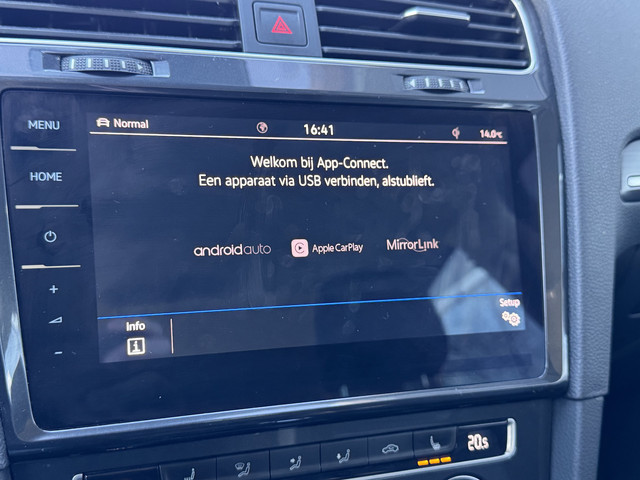 MENU
HOME
Normal
16:41
14.0°C
Welkom bij App-Connect.
Een apparaat via USB verbinden, alstublieft.
androidauto
Apple CarPlay
MirrorLink
Setup
Info
i
+
-
20.5